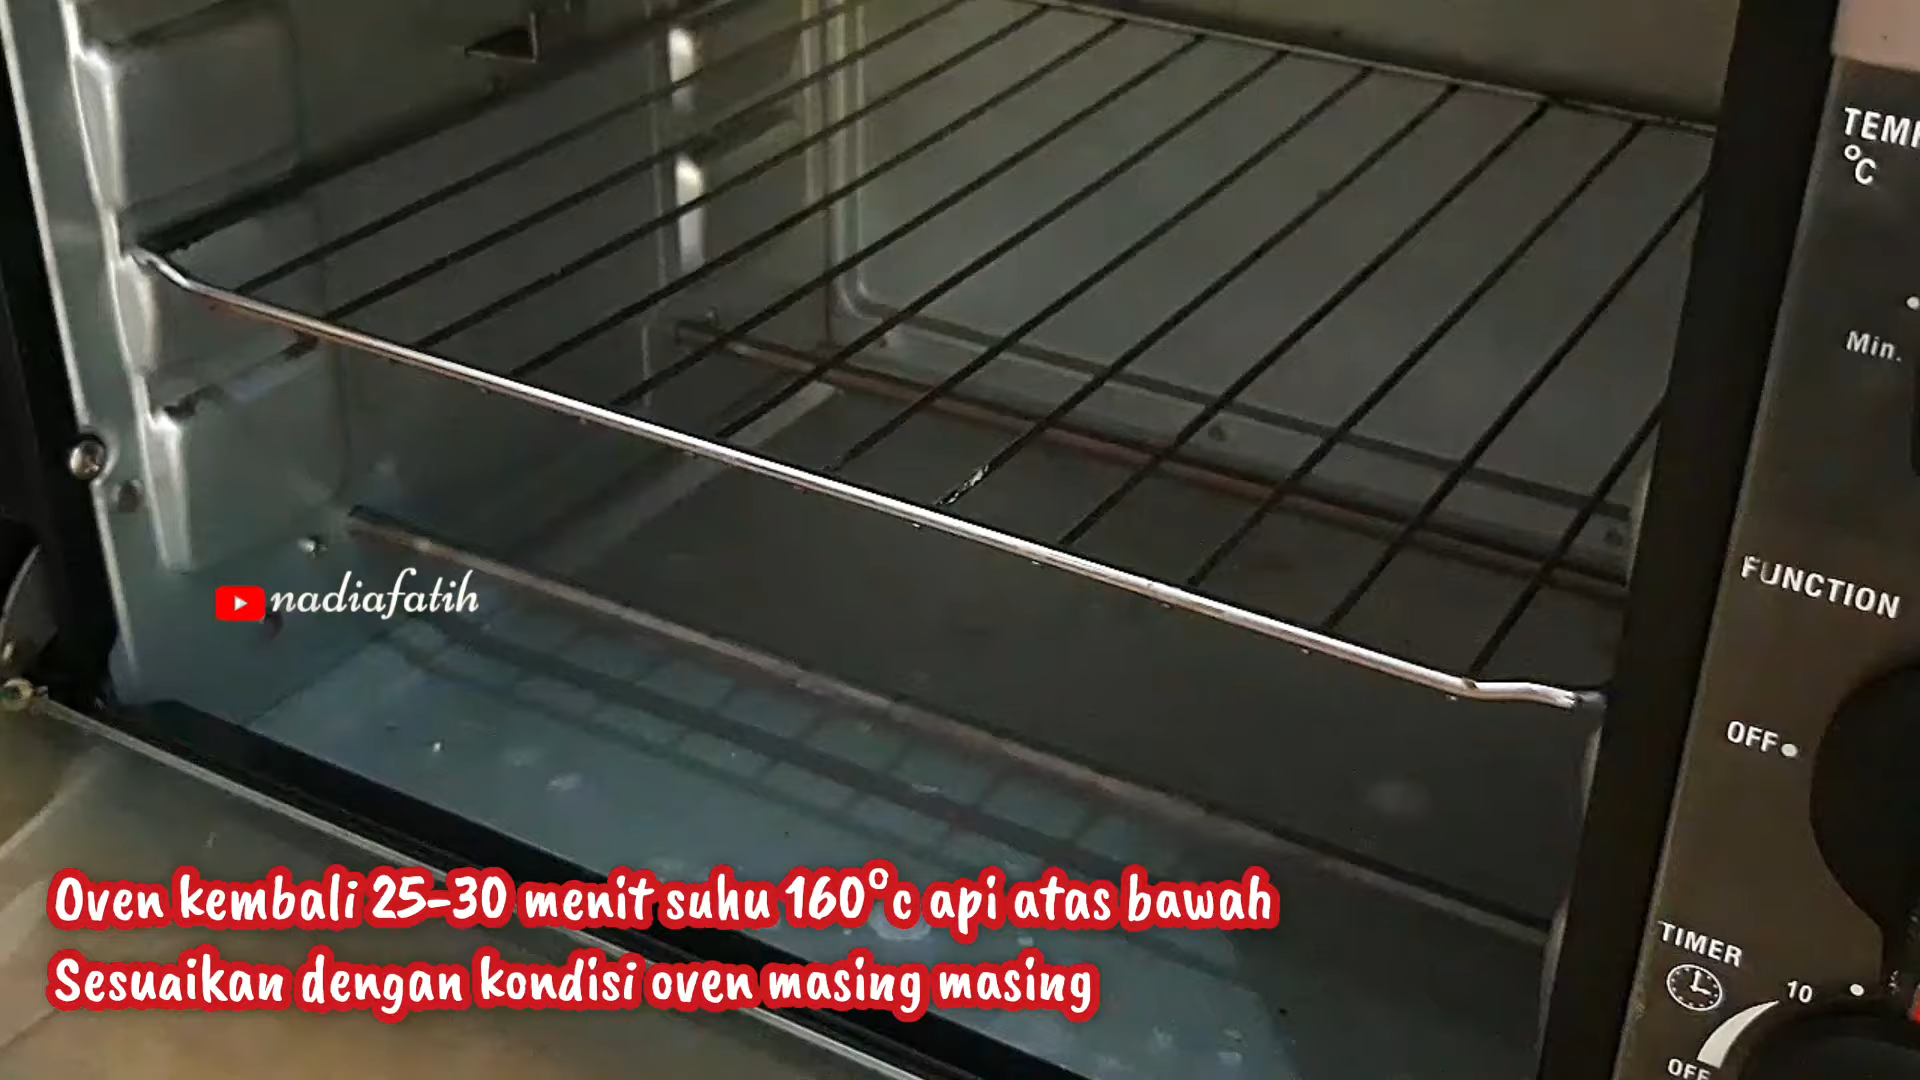 TEMP
°C
Min.
FUNCTION
OFF
nadiafatih
Oven kembali 25-30 menit suhu 160°c api atas bawah
Sesuaikan dengan kondisi oven masing masing
TIMER
10
OFF